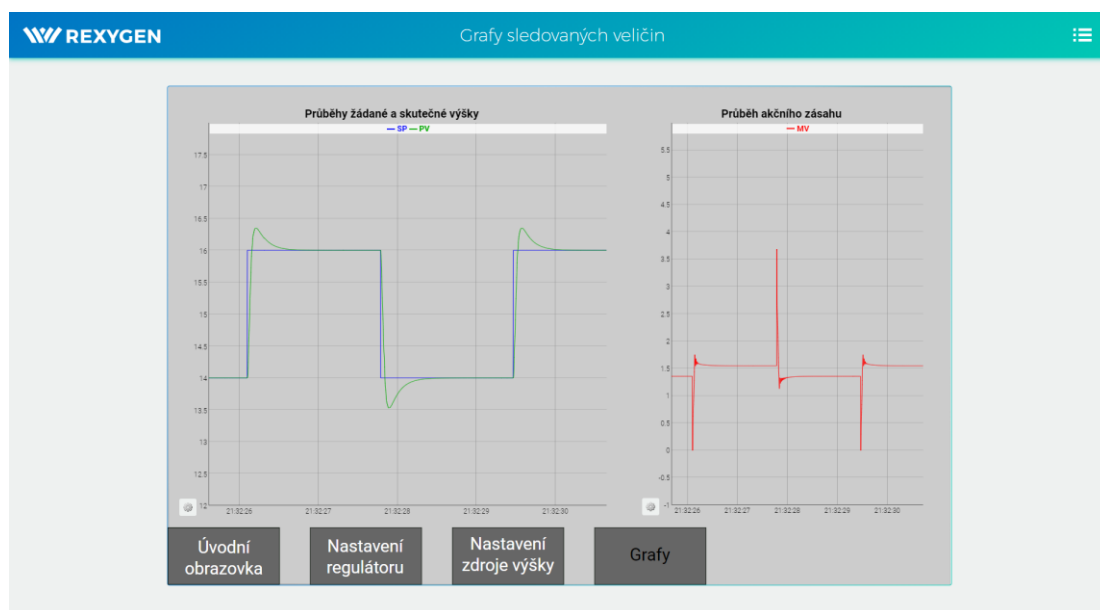 REXYGEN
Grafy sledovaných veličin
Průběhy žádané a skutečné výšky
SP PV
17.5
17
16.5
16
15.5
15
14.5
14
13.5
13
12.5
12
21:32:26 21:32:27 21:32:28 21:32:29 21:32:30
Průběh akčního zásahu
MV
5.5
5
4.5
4
3.5
3
2.5
2
1.5
1
0.5
0
-0.5
-1
21:32:26 21:32:27 21:32:28 21:32:29 21:32:30
Úvodní
obrazovka
Nastavení
regulátoru
Nastavení
zdroje výšky
Grafy